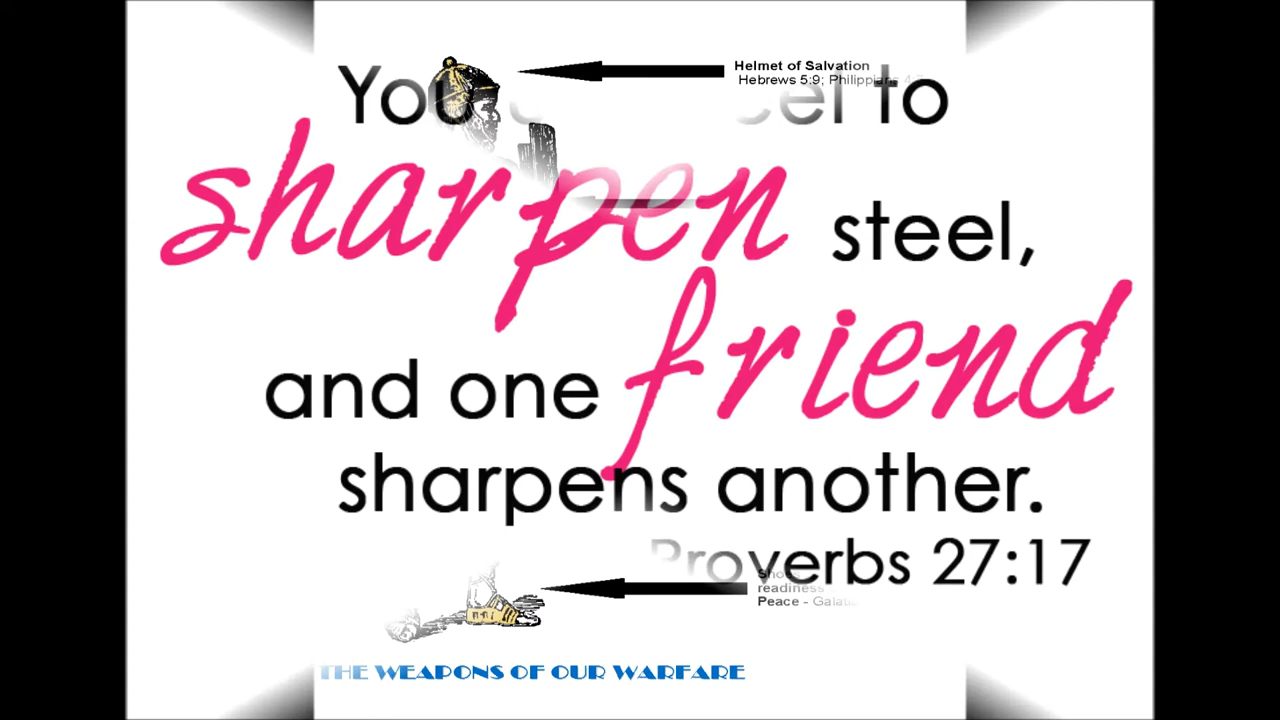 Helmet of Salvation
Hebrews 5:9; Philippians
You to
sharpen steel,
and one friend
sharpens another.
Proverbs 27:17
readiness
Peace -
THE WEAPONS OF OUR WARFARE